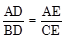 AD/BD = AE/CE